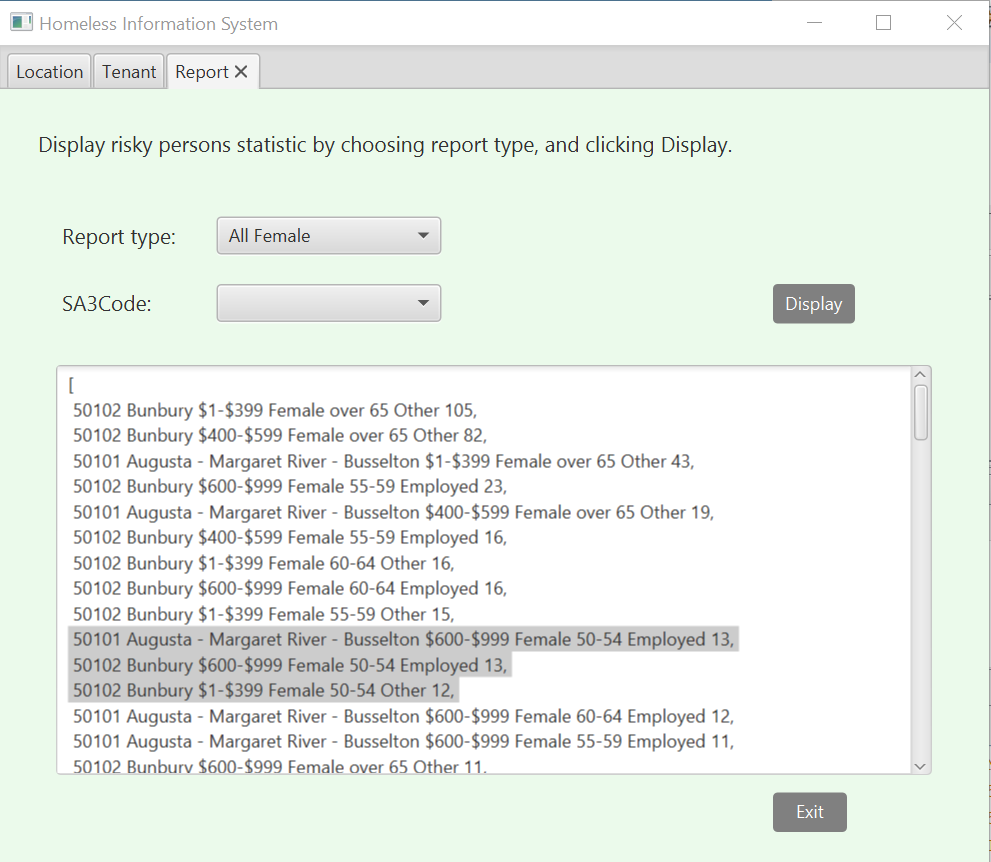 Homeless Information System
Location Tenant Report
Display risky persons statistic by choosing report type, and clicking Display.
Report type: All Female
SA3Code:
Display
[
50102 Bunbury $1-$399 Female over 65 Other 105,
50102 Bunbury $400-$599 Female over 65 Other 82,
50101 Augusta - Margaret River - Busselton $1-$399 Female over 65 Other 43,
50102 Bunbury $600-$999 Female 55-59 Employed 23,
50101 Augusta - Margaret River - Busselton $400-$599 Female over 65 Other 19,
50102 Bunbury $400-$599 Female 55-59 Employed 16,
50102 Bunbury $1-$399 Female 60-64 Other 16,
50102 Bunbury $600-$999 Female 60-64 Employed 16,
50102 Bunbury $1-$399 Female 55-59 Other 15,
50101 Augusta - Margaret River - Busselton $600-$999 Female 50-54 Employed 13,
50102 Bunbury $600-$999 Female 50-54 Employed 13,
50102 Bunbury $1-$399 Female 50-54 Other 12,
50101 Augusta - Margaret River - Busselton $600-$999 Female 60-64 Employed 12,
50101 Augusta - Margaret River - Busselton $600-$999 Female 55-59 Employed 11,
50102 Bunbury $600-$999 Female over 65 Other 11,
Exit